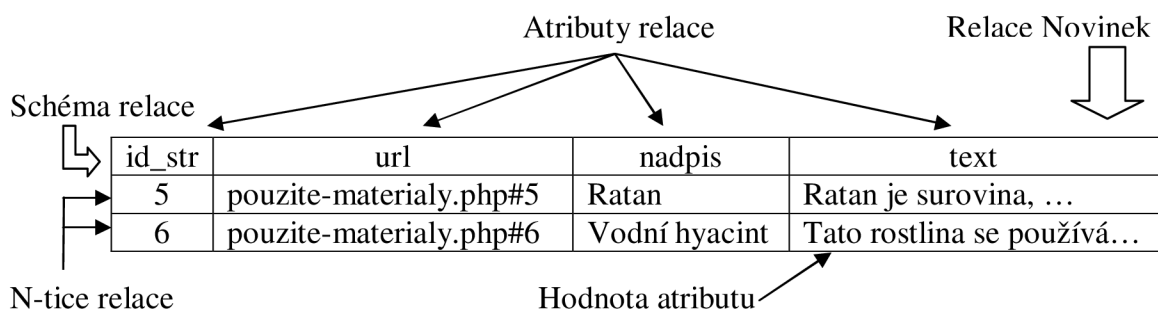 Atributy relace
Relace Novinek
Schéma relace
id_str url nadpis text
5 pouzite-materialy.php#5 Ratan Ratan je surovina, …
6 pouzite-materialy.php#6 Vodní hyacint Tato rostlina se používá…
N-tice relace
Hodnota atributu